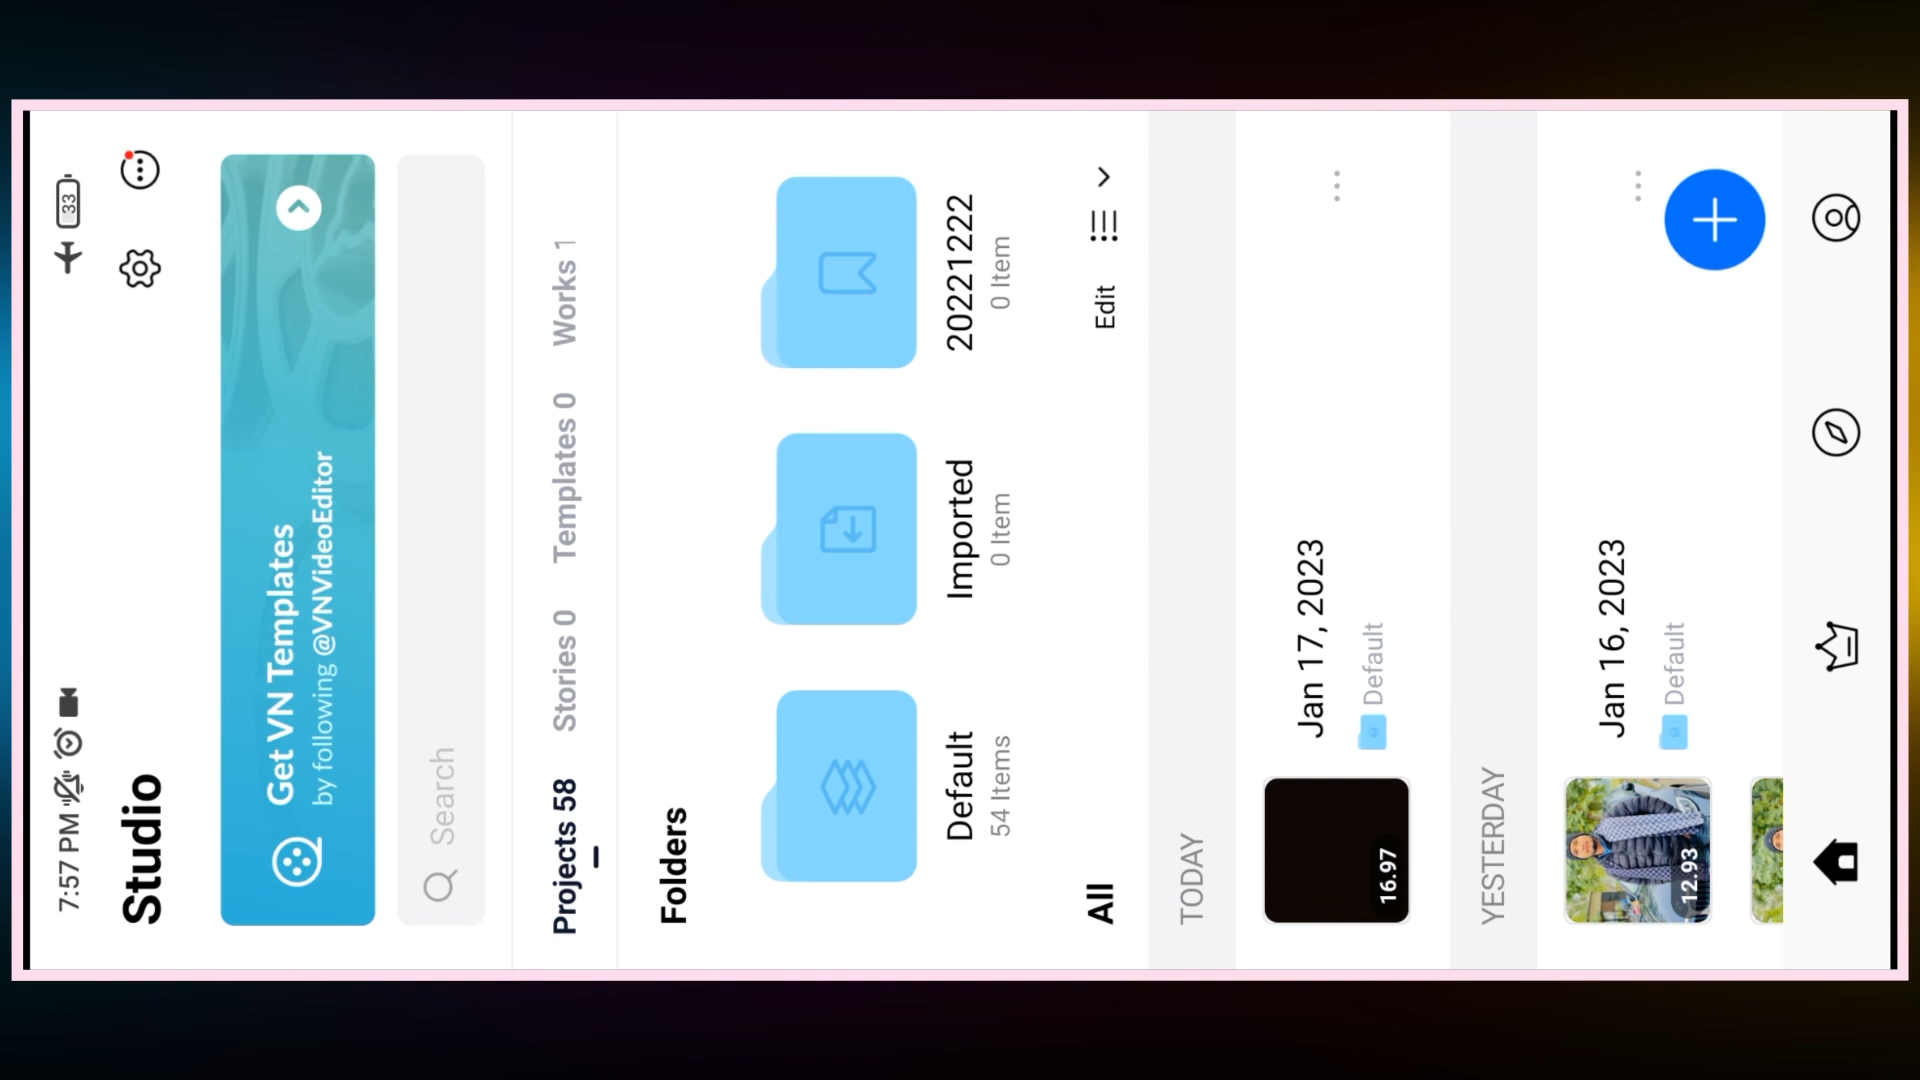 7:57 PM
33
Studio
Get VN Templates
by following @VNVideoEditor
Search
Projects 58
Stories 0
Templates 0
Works 1
Folders
Default
54 Items
Imported
0 Item
20221222
0 Item
All
Edit
TODAY
16.97
Jan 17, 2023
Default
YESTERDAY
12.93
Jan 16, 2023
Default